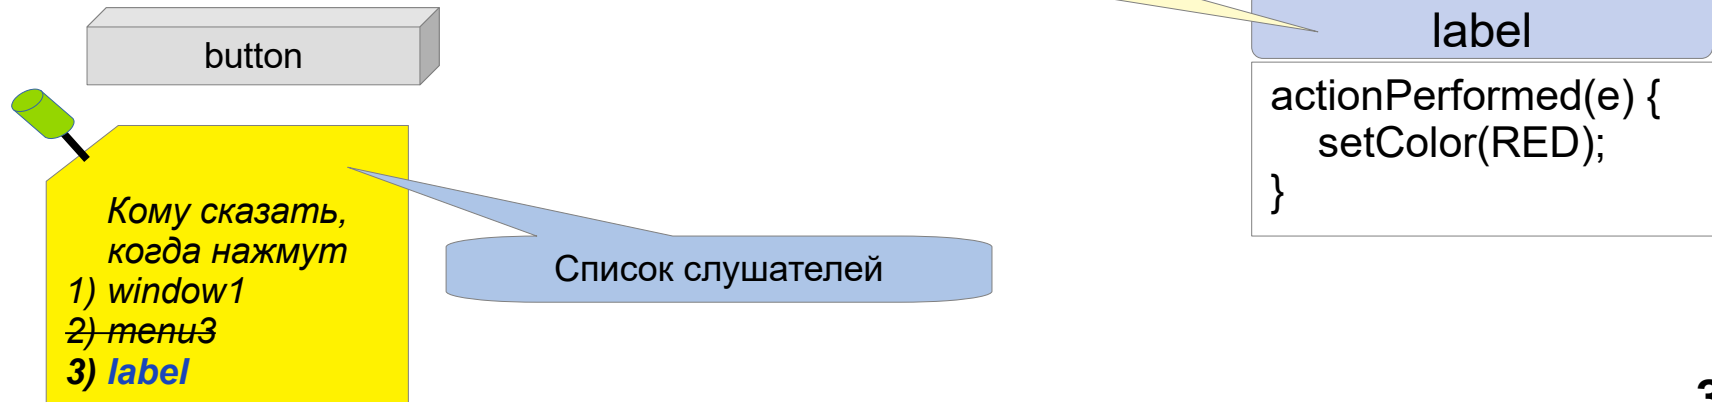 button
Кому сказать,
когда нажмут
1) window1
2) menu3
3) label
Список слушателей
label
actionPerformed(e) {
setColor(RED);
}